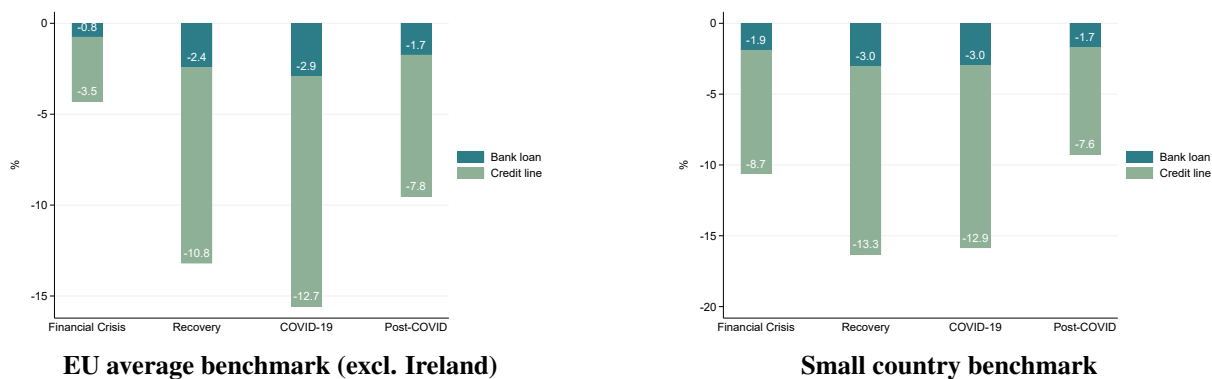 0
-5
-10
-15
%
-0.8
-3.5
-2.4
-10.8
-2.9
-12.7
-1.7
-7.8
Bank loan
Credit line
Financial Crisis
Recovery
COVID-19
Post-COVID
EU average benchmark (excl. Ireland)
0
-5
-10
-15
-20
%
-1.9
-8.7
-3.0
-13.3
-3.0
-12.9
-1.7
-7.6
Bank loan
Credit line
Financial Crisis
Recovery
COVID-19
Post-COVID
Small country benchmark